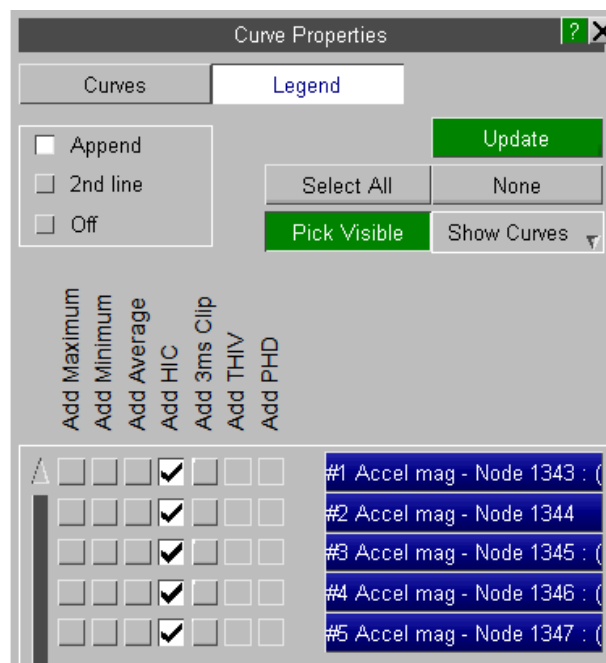 Curve Properties ? X
Curves Legend
Append
Update
2nd line
Select All None
Off
Pick Visible Show Curves
Add Maximum
Add Minimum
Add Average
Add HIC
Add 3ms Clip
Add THIV
Add PHD
#1 Accel mag - Node 1343 : (
#2 Accel mag - Node 1344
#3 Accel mag - Node 1345 : (
#4 Accel mag - Node 1346 : (
#5 Accel mag - Node 1347 : (